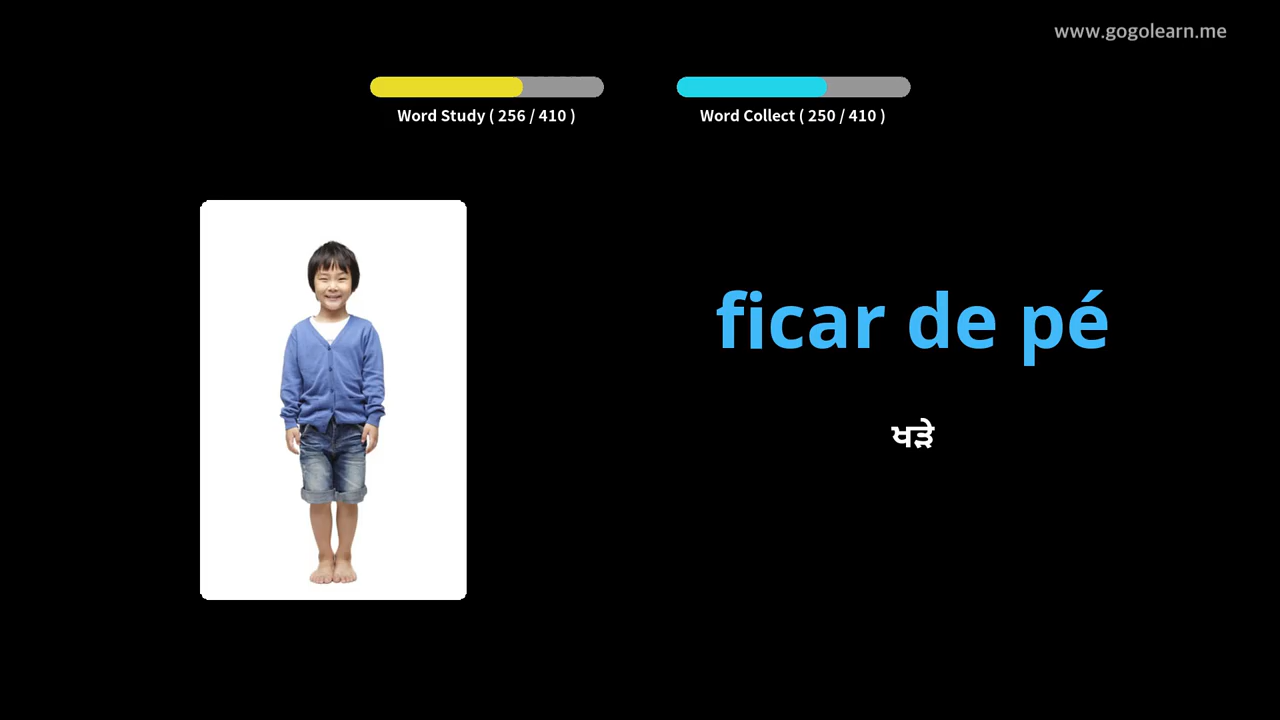 www.gogolearn.me
Word Study ( 256 / 410 )
Word Collect ( 250 / 410 )
ficar de pé
ਖੜੇ